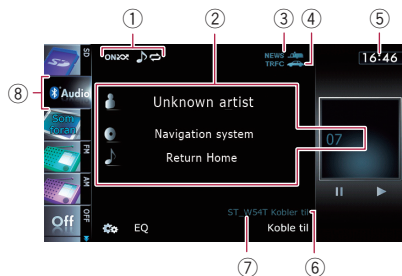 ① ② ③ ④ ⑤
SD
ON
NEWS
TRFC
16:46
⑧
Audio
Unknown artist
Som foran
Navigation system
07
FM
Return Home
AM
ST_W54T Kobler til
Off
OFF
EQ
Koble til
⑦ ⑥